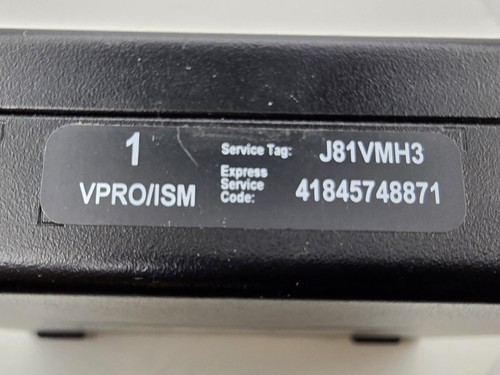 1
VPRO/ISM
Service Tag: J81VMH3
Express
Service
Code: 41845748871